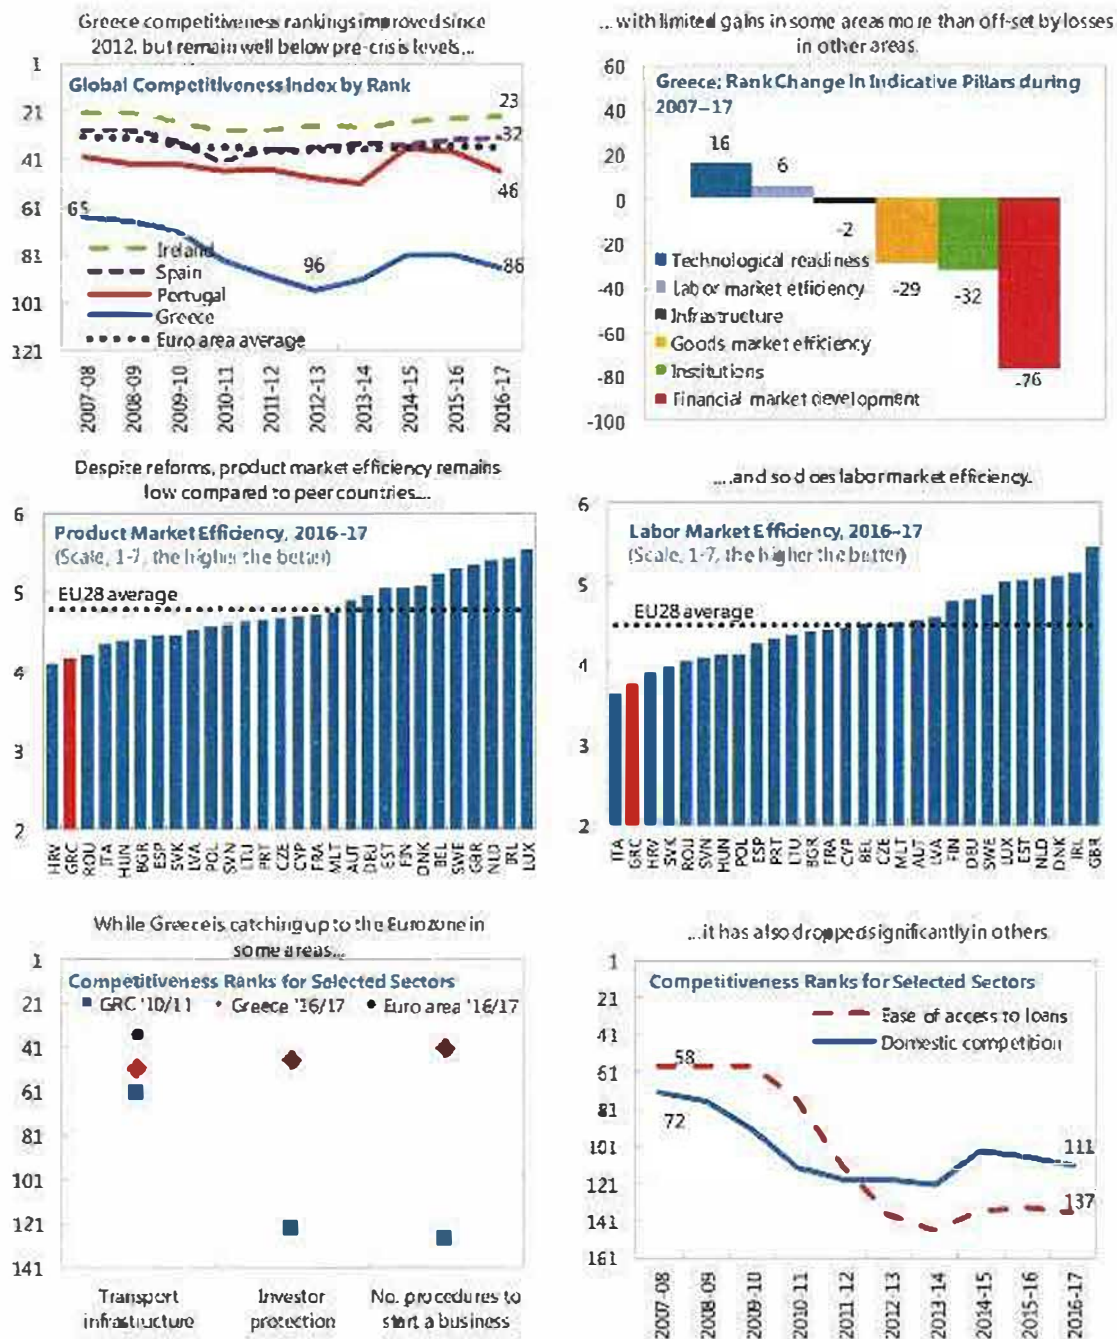 Greece competitiveness rankings improved since
2012, but remain well below pre-crisis levels...
1
21
41
61
81
101
121
Global Competitiveness Index by Rank
23
32
46
65
96
86
Ireland
Spain
Portugal
Greece
Euro area average
2007-08
2008-09
2009-10
2010-11
2011-12
2012-13
2013-14
2014-15
2015-16
2016-17
...with limited gains in some areas more than off-set by losses
in other areas.
60
40
20
0
-20
-40
-60
-80
-100
Greece: Rank Change in Indicative Pillars during
2007–17
16
6
-2
-29
-32
-76
Technological readiness
Labor market efficiency
Infrastructure
Goods market efficiency
Institutions
Financial market development
Despite reforms, product market efficiency remains
low compared to peer countries....
6
5
4
3
2
Product Market Efficiency, 2016-17
(Scale, 1-7, the higher the better)
EU28 average
HRV
GRC
ROU
ITA
HUN
BGR
ESP
SVK
LVA
POL
SVN
LTU
PRT
CZE
CYP
FRA
MLT
AUT
DEU
EST
FIN
DNK
BEL
SWE
GBR
NLD
IRL
LUX
....and so does labor market efficiency.
6
5
4
3
2
Labor Market Efficiency, 2016–17
(Scale, 1-7, the higher the better)
EU28 average
ITA
GRC
HRV
SVK
ROU
SVN
HUN
POL
ESP
PRT
LTU
BGR
FRA
CYP
BEL
CZE
MLT
AUT
LVA
FIN
DEU
SWE
LUX
EST
NLD
DNK
IRL
GBR
While Greece is catching up to the Eurozone in
some areas...
1
21
41
61
81
101
121
141
Competitiveness Ranks for Selected Sectors
GRC '10/11
Greece '16/17
Euro area '16/17
Transport
infrastructure
Investor
protection
No. procedures to
start a business
...it has also dropped significantly in others
1
21
41
61
81
101
121
141
161
Competitiveness Ranks for Selected Sectors
Ease of access to loans
Domestic competition
58
72
111
137
2007-08
2008-09
2009-10
2010-11
2011-12
2012-13
2013-14
2014-15
2015-16
2016-17